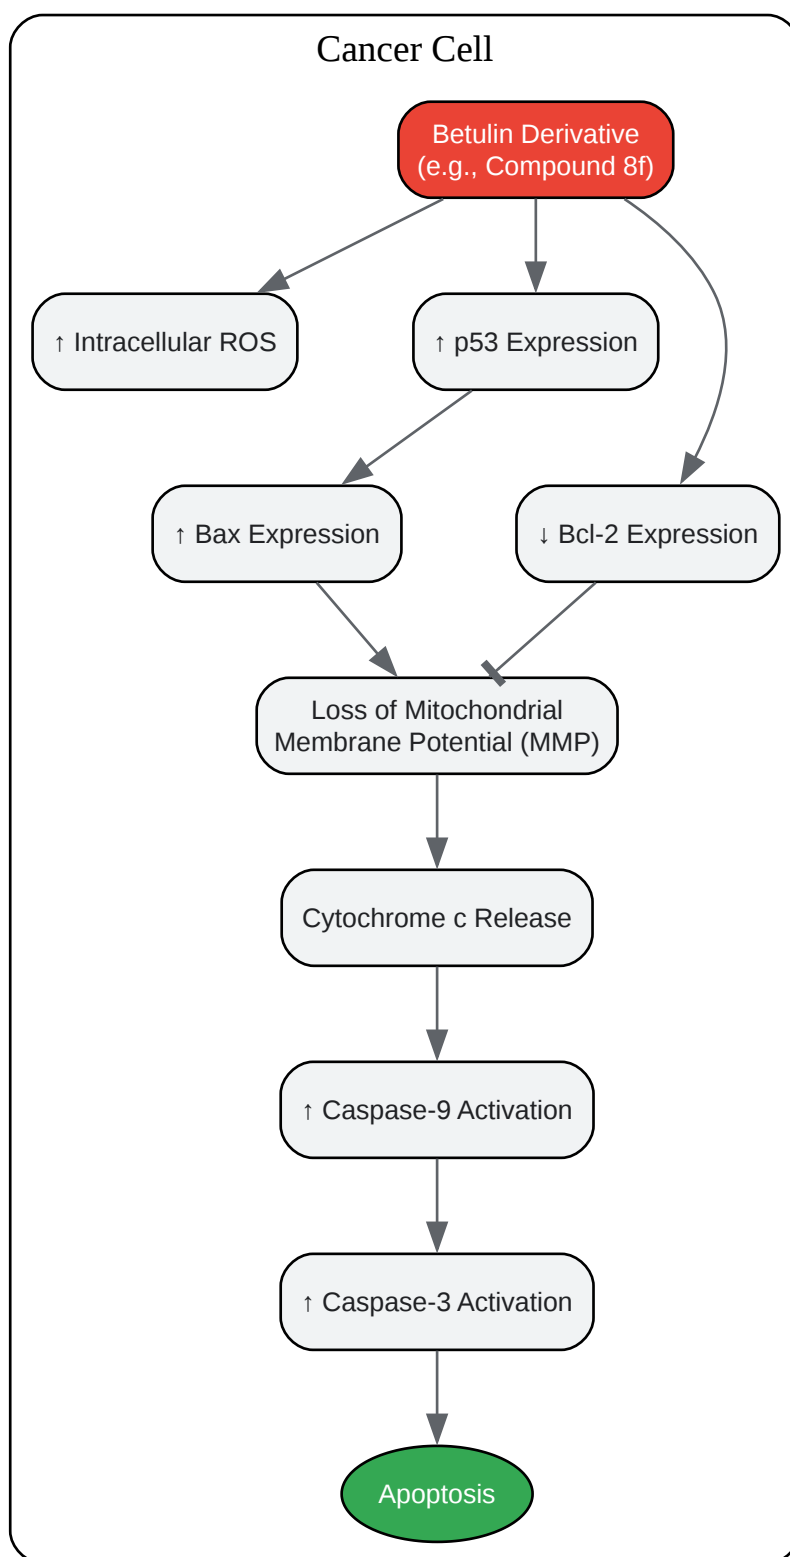 Cancer Cell
Betulin Derivative
(e.g., Compound 8f)
↑ Intracellular ROS
↑ p53 Expression
↑ Bax Expression
↓ Bcl-2 Expression
Loss of Mitochondrial
Membrane Potential (MMP)
Cytochrome c Release
↑ Caspase-9 Activation
↑ Caspase-3 Activation
Apoptosis